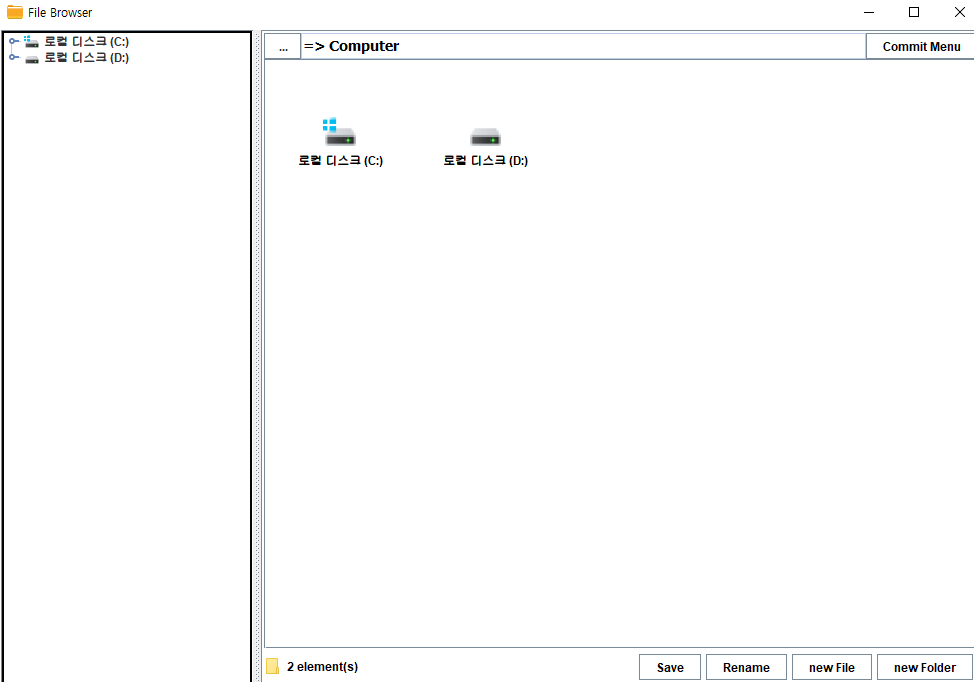 File Browser
로컬 디스크 (C:)
로컬 디스크 (D:)
... => Computer Commit Menu
로컬 디스크 (C:) 로컬 디스크 (D:)
2 element(s) Save Rename new File new Folder